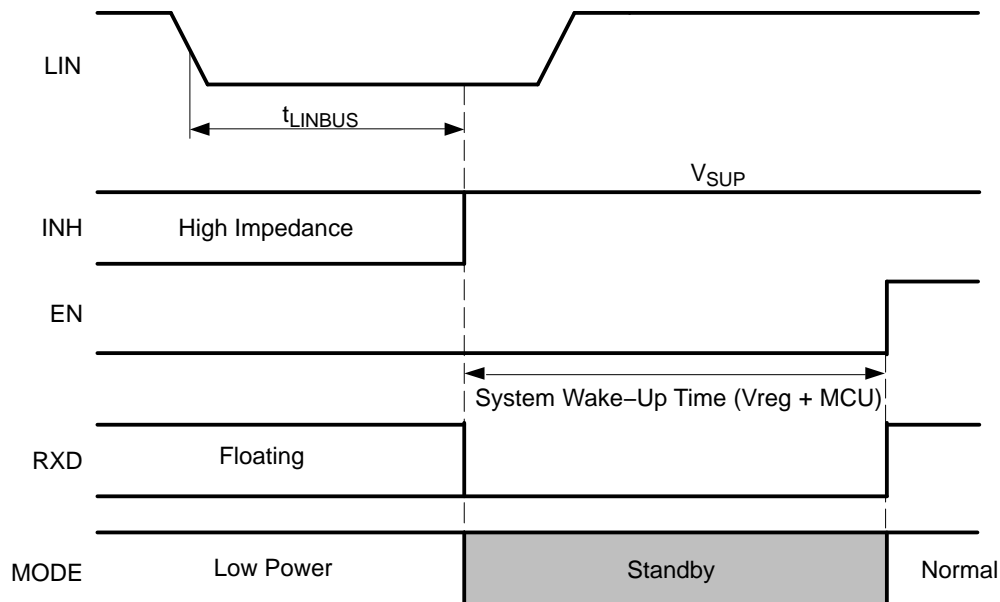 LIN
tLINBUS
VSUP
INH
High Impedance
EN
System Wake–Up Time (Vreg + MCU)
RXD
Floating
MODE
Low Power
Standby
Normal